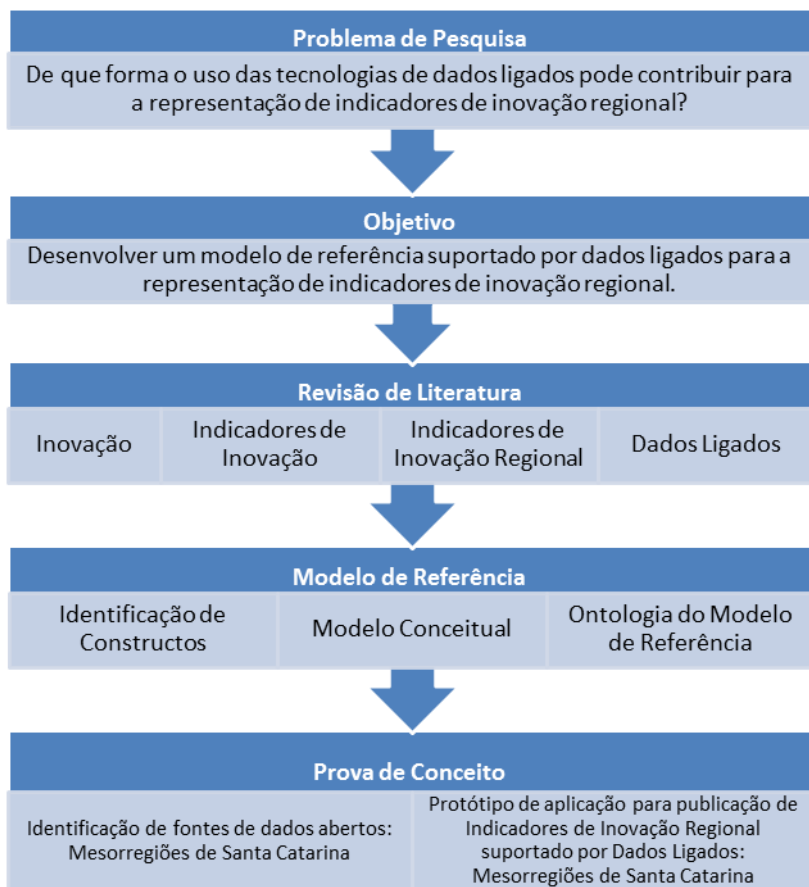 Problema de Pesquisa
De que forma o uso das tecnologias de dados ligados pode contribuir para
a representação de indicadores de inovação regional?
Objetivo
Desenvolver um modelo de referência suportado por dados ligados para a
representação de indicadores de inovação regional.
Revisão de Literatura
Inovação
Indicadores de
Inovação
Indicadores de
Inovação Regional
Dados Ligados
Modelo de Referência
Identificação de
Constructos
Modelo Conceitual
Ontologia do Modelo
de Referência
Prova de Conceito
Identificação de fontes de dados abertos:
Mesorregiões de Santa Catarina
Protótipo de aplicação para publicação de
Indicadores de Inovação Regional
suportado por Dados Ligados:
Mesorregiões de Santa Catarina